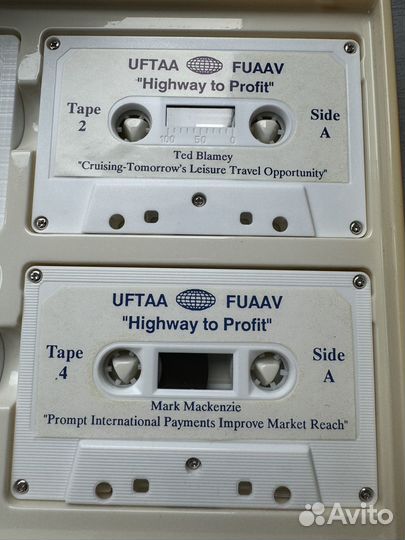 UFTAA FUAAV
"Highway to Profit"
Tape Side
2 A
100 50 0
Ted Blamey
"Cruising-Tomorrow's Leisure Travel Opportunity"
UFTAA FUAAV
"Highway to Profit"
Tape Side
.4 A
Mark Mackenzie
"Prompt International Payments Improve Market Reach"
Avito